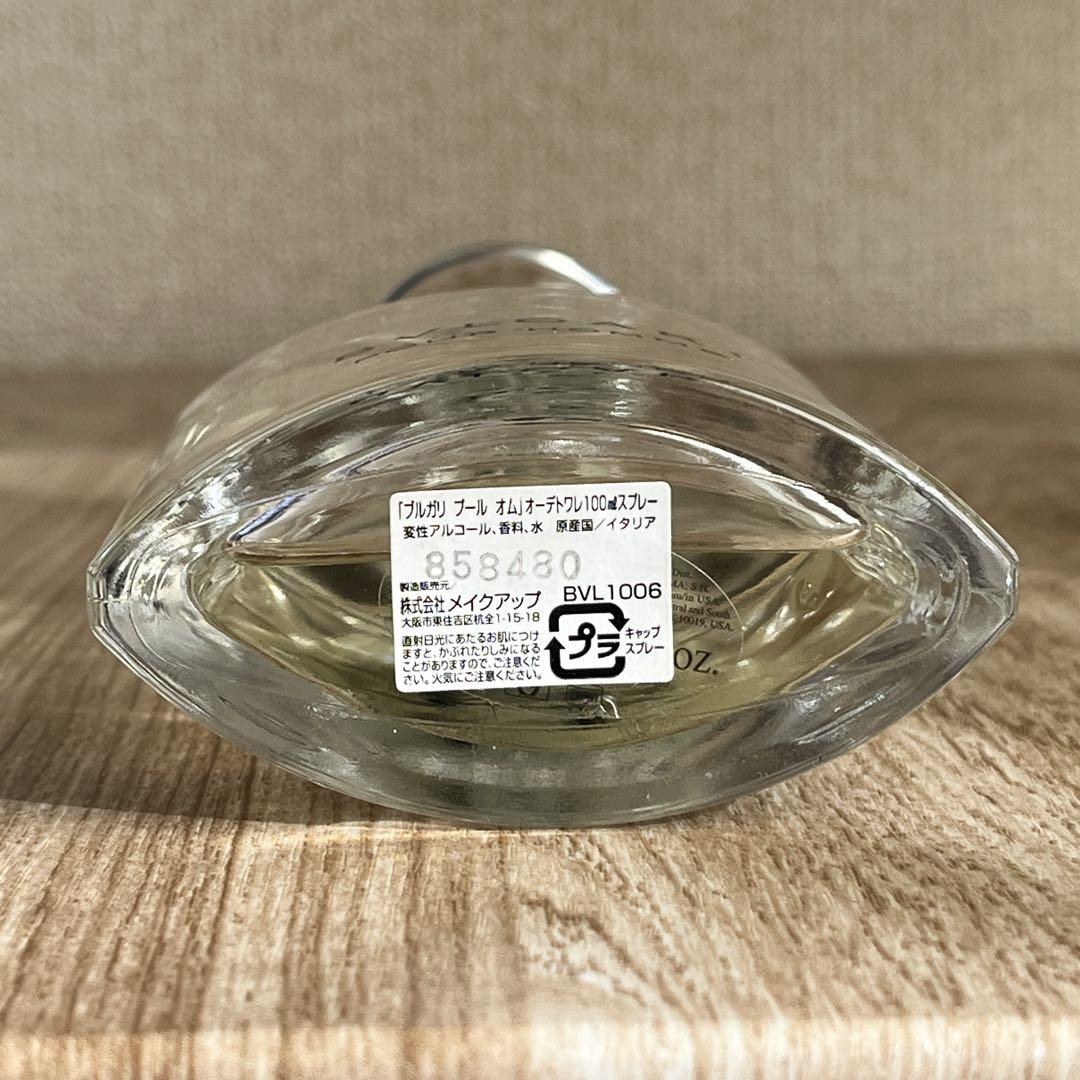 「ブルガリ プール オム」オーデトワレ100㎖スプレー
変性アルコール、香料、水 原産国/イタリア
858480
製造販売元/
株式会社メイクアップ BVL1006
大阪市東住吉区杭全1-15-18
直射日光にあたるお肌につけ
ますと、かぶれたりしみになる
ことがありますので、ご注意くだ
さい。火気にご注意ください。
プラ
キャップ
スプレー
Dist.
in USA
and South
10019, USA.
OZ.